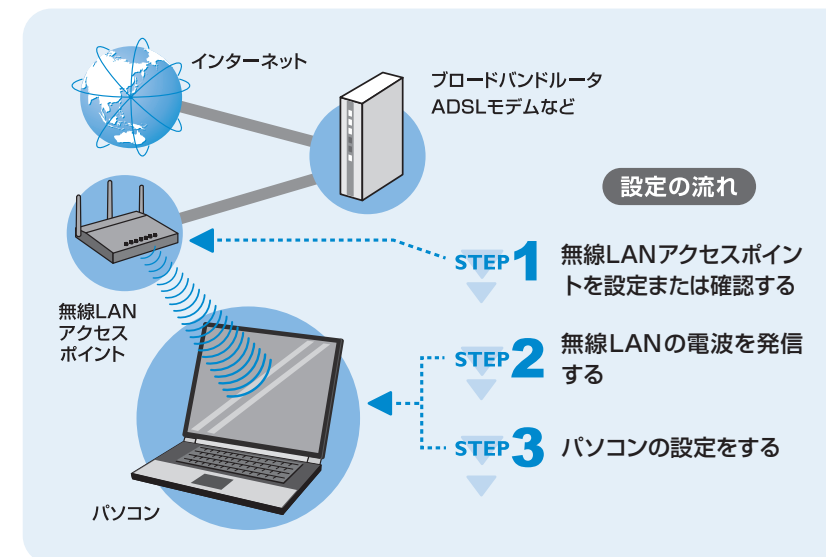 インターネット
ブロードバンドルータ
ADSLモデムなど
設定の流れ
STEP1
無線LANアクセスポイン
トを設定または確認する
無線LAN
アクセス
ポイント
STEP2
無線LANの電波を発信
する
STEP3
パソコンの設定をする
パソコン